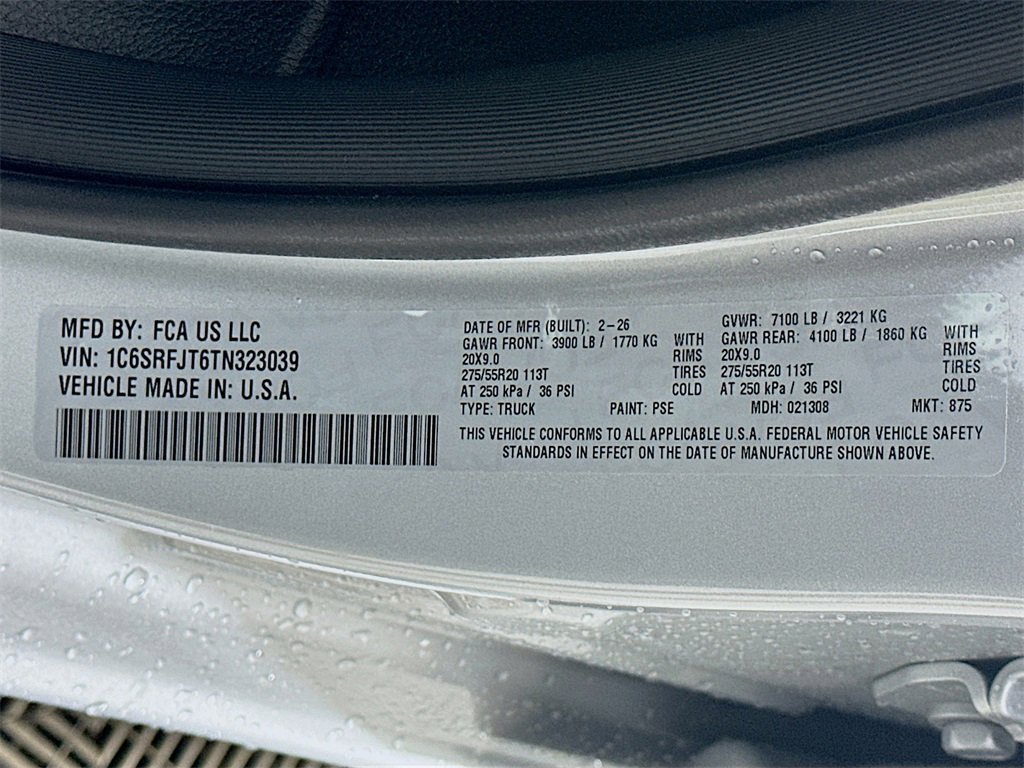 MFD BY: FCA US LLC
VIN: 1C6SRFJT6TN323039
VEHICLE MADE IN: U.S.A.
DATE OF MFR (BUILT): 2-26
GAWR FRONT: 3900 LB / 1770 KG WITH
20X9.0 RIMS
275/55R20 113T TIRES
AT 250 kPa / 36 PSI COLD
GVWR: 7100 LB / 3221 KG
GAWR REAR: 4100 LB / 1860 KG WITH
20X9.0 RIMS
275/55R20 113T TIRES
AT 250 kPa / 36 PSI COLD
TYPE: TRUCK PAINT: PSE MDH: 021308 MKT: 875
THIS VEHICLE CONFORMS TO ALL APPLICABLE U.S.A. FEDERAL MOTOR VEHICLE SAFETY
STANDARDS IN EFFECT ON THE DATE OF MANUFACTURE SHOWN ABOVE.